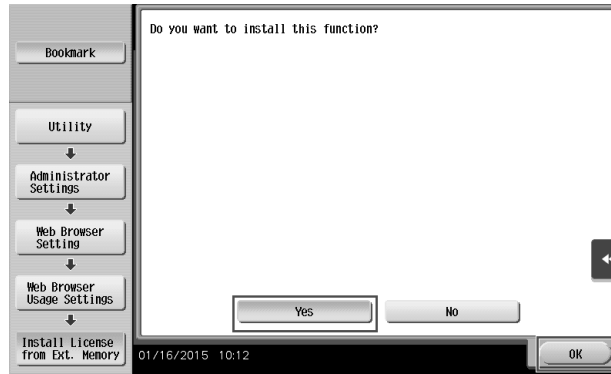 Do you want to install this function?
Bookmark
Utility
Administrator
Settings
Web Browser
Setting
Web Browser
Usage Settings
Install License
from Ext. Memory
Yes
No
01/16/2015 10:12
OK